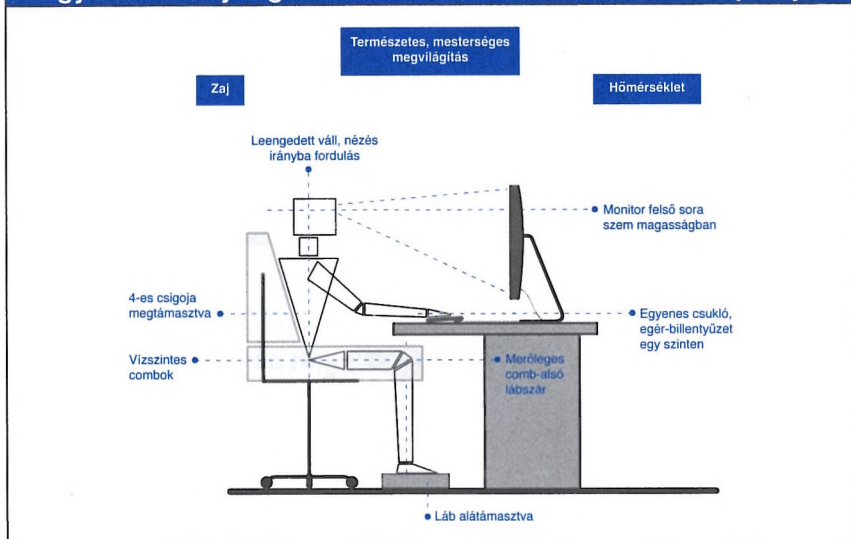 Természetes, mesterséges
megvilágítás
Zaj
Hőmérséklet
Leengedett váll, nézés
irányba fordulás
Monitor felső sora
szem magasságban
4-es csigoja
megtámasztva
Egyenes csukló,
egér-billentyűzet
egy szinten
Vízszintes
combok
Merőleges
comb-alsó
lábszár
Láb alátámasztva